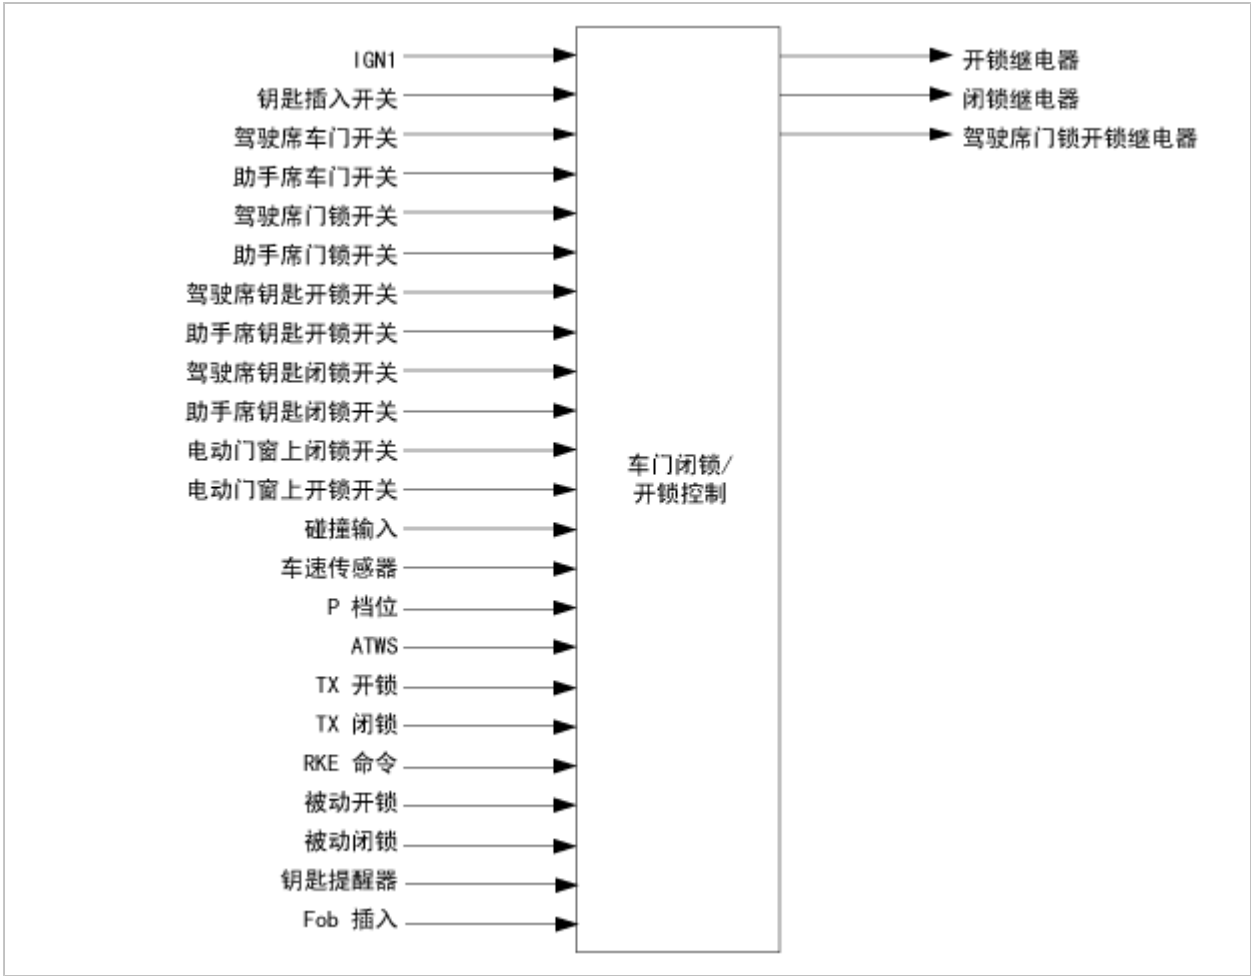 IGN1
钥匙插入开关
驾驶席车门开关
助手席车门开关
驾驶席门锁开关
助手席门锁开关
驾驶席钥匙开锁开关
助手席钥匙开锁开关
驾驶席钥匙闭锁开关
助手席钥匙闭锁开关
电动门窗上闭锁开关
电动门窗上开锁开关
碰撞输入
车速传感器
P 档位
ATWS
TX 开锁
TX 闭锁
RKE 命令
被动开锁
被动闭锁
钥匙提醒器
Fob 插入
车门闭锁/
开锁控制
开锁继电器
闭锁继电器
驾驶席门锁开锁继电器